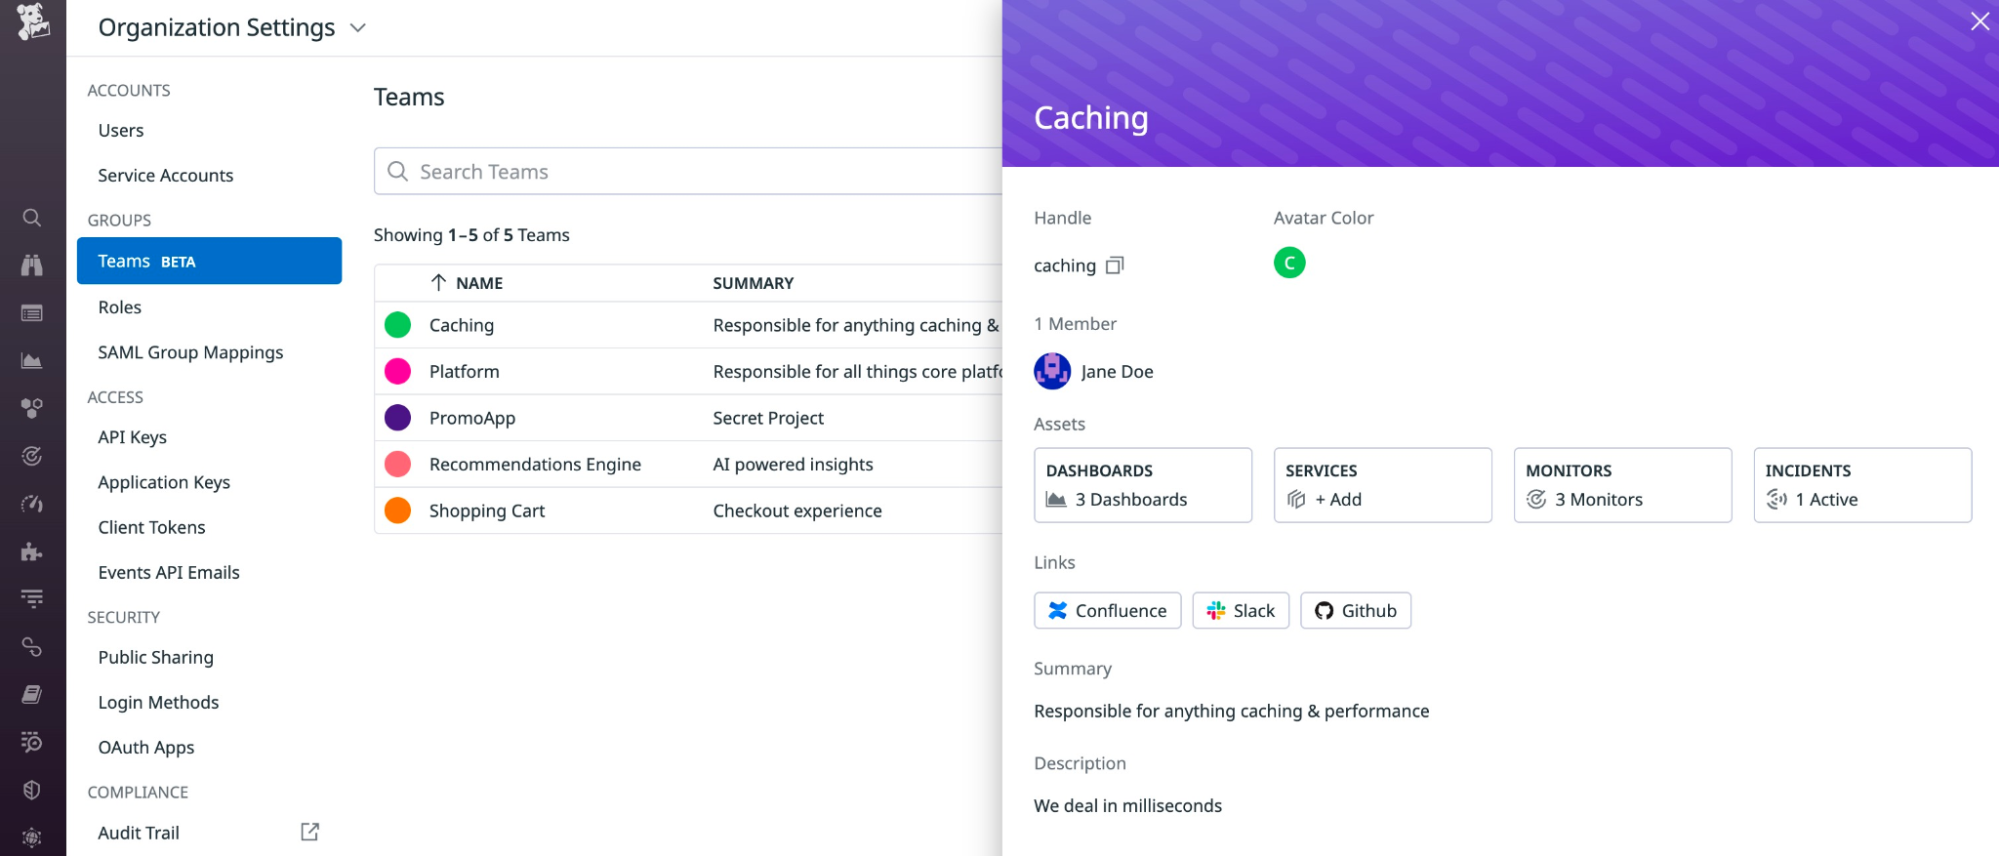 Organization Settings
ACCOUNTS
Users
Service Accounts
GROUPS
Teams BETA
Roles
SAML Group Mappings
ACCESS
API Keys
Application Keys
Client Tokens
Events API Emails
SECURITY
Public Sharing
Login Methods
OAuth Apps
COMPLIANCE
Audit Trail
Teams
Search Teams
Showing 1–5 of 5 Teams
NAME SUMMARY
Caching Responsible for anything caching &
Platform Responsible for all things core
PromoApp Secret Project
Recommendations Engine AI powered insights
Shopping Cart Checkout experience
Caching
Handle Avatar Color
caching C
1 Member
Jane Doe
Assets
DASHBOARDS SERVICES MONITORS INCIDENTS
3 Dashboards + Add 3 Monitors 1 Active
Links
Confluence Slack Github
Summary
Responsible for anything caching & performance
Description
We deal in milliseconds